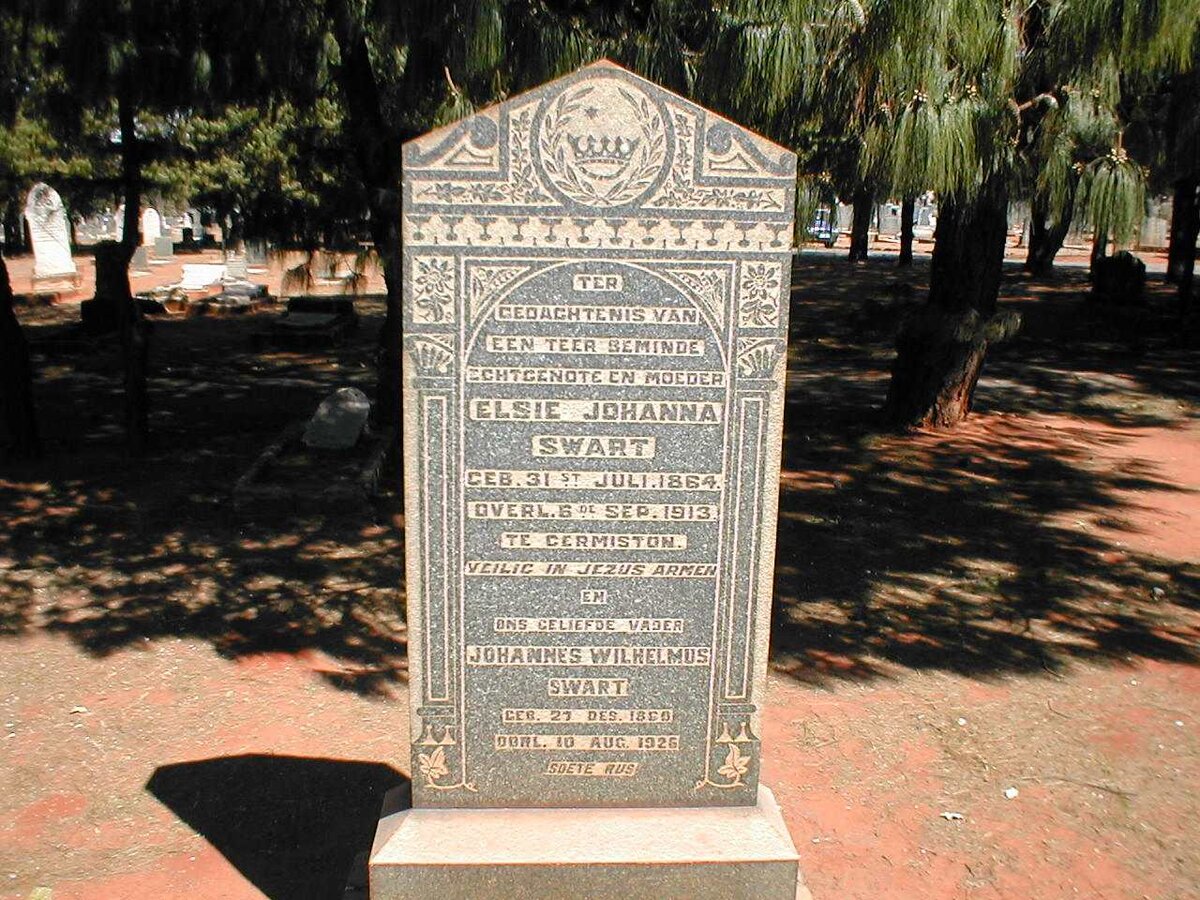 TER
GEDACHTENIS VAN
EEN TEER BEMINDE
ECHTGENOTE EN MOEDER
ELSIE JOHANNA
SWART
GEB. 31ST JULI. 1864.
OVERL. 6DE SEP. 1913.
TE GERMISTON.
VEILIG IN JEZUS ARMEN
EN
ONS GELIEFDE VADER
JOHANNES WILHELMUS
SWART
GEB. 27 DES. 1860
OORL. 10 AUG. 1926
SOETE RUS